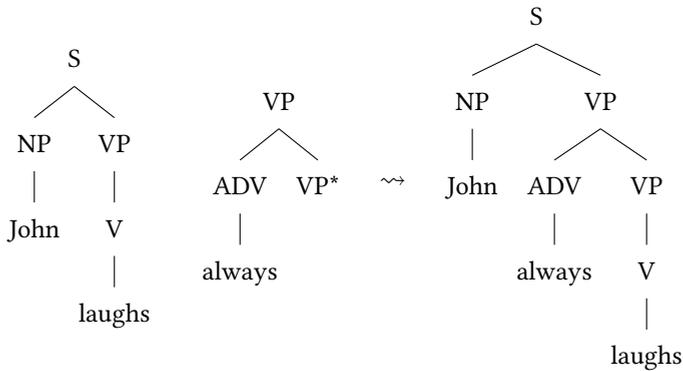 S
S
VP
NP VP
NP VP
ADV VP* ⇝ John ADV VP
John V
always always V
laughs
laughs